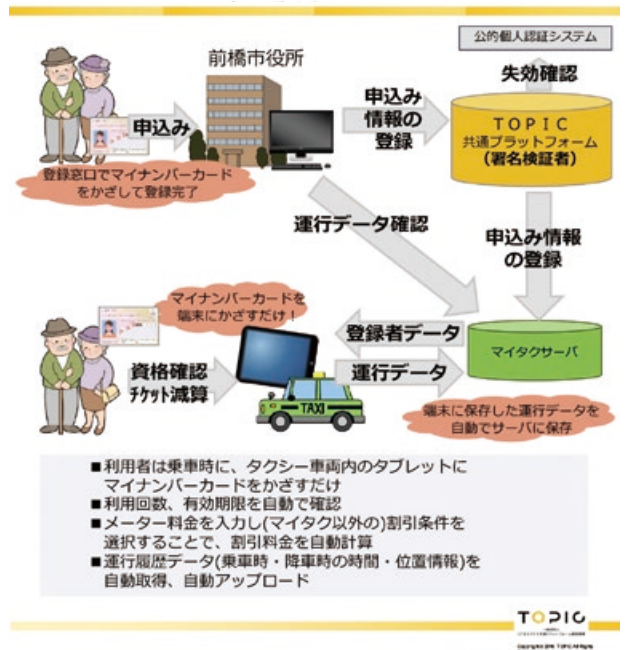 公的個人認証システム
前橋市役所
失効確認
申込み
申込み
情報の
登録
TOPIC
共通プラットフォーム
(署名検証者)
登録窓口でマイナンバーカード
をかざして登録完了
運行データ確認
申込み情報
の登録
マイナンバーカードを
端末にかざすだけ！
登録者データ
マイタクサーバ
資格確認
チケット減算
TAXI
運行データ
端末に保存した運行データを
自動でサーバに保存
■利用者は乗車時に、タクシー車両内のタブレットに
マイナンバーカードをかざすだけ
■利用回数、有効期限を自動で確認
■メーター料金を入力し(マイタク以外の)割引条件を
選択することで、割引料金を自動計算
■運行履歴データ(乗車時・降車時の時間・位置情報)を
自動取得、自動アップロード
TOPIC